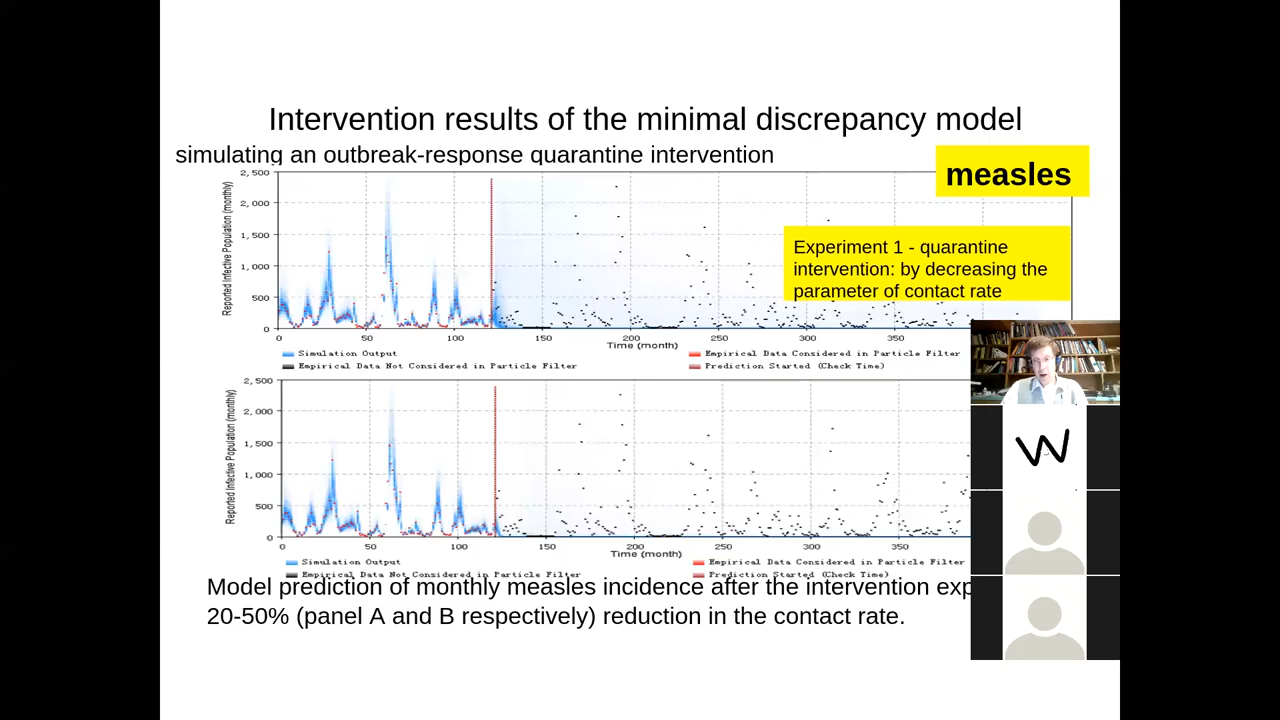 Intervention results of the minimal discrepancy model
simulating an outbreak-response quarantine intervention
measles
Experiment 1 - quarantine
intervention: by decreasing the
parameter of contact rate
Reported Infective Population (monthly)
2,500
2,000
1,500
1,000
500
0
0 50 100 150 200 250 300 350
Time (month)
Simulation Output
Empirical Data Considered in Particle Filter
Empirical Data Not Considered in Particle Filter
Prediction Started (Check Time)
Reported Infective Population (monthly)
2,500
2,000
1,500
1,000
500
0
0 50 100 150 200 250 300 350
Time (month)
Simulation Output
Empirical Data Considered in Particle Filter
Empirical Data Not Considered in Particle Filter
Prediction Started (Check Time)
Model prediction of monthly measles incidence after the intervention exp
20-50% (panel A and B respectively) reduction in the contact rate.
W